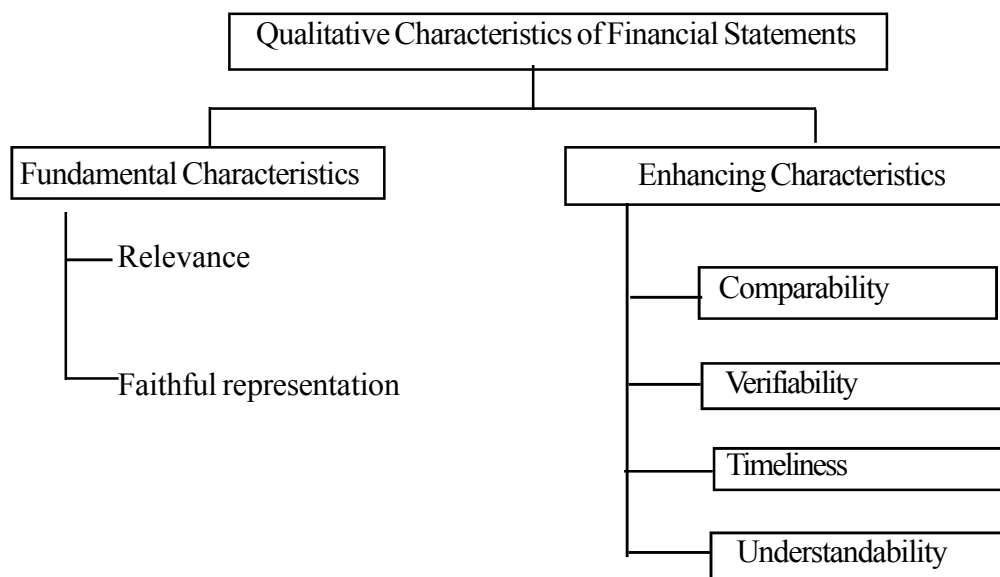 Qualitative Characteristics of Financial Statements
Fundamental Characteristics
Relevance
Faithful representation
Enhancing Characteristics
Comparability
Verifiability
Timeliness
Understandability